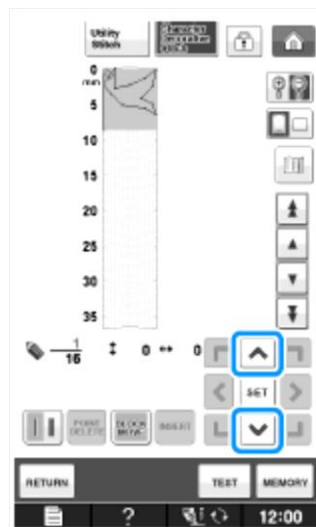 Utility
Stitch
Character
Decorative
Stitch
0
mm
5
10
15
20
25
30
35
1
16
0
0
SET
POINT
DELETE
BLOCK
MOVE
INSERT
RETURN
TEST
MEMORY
?
12:00